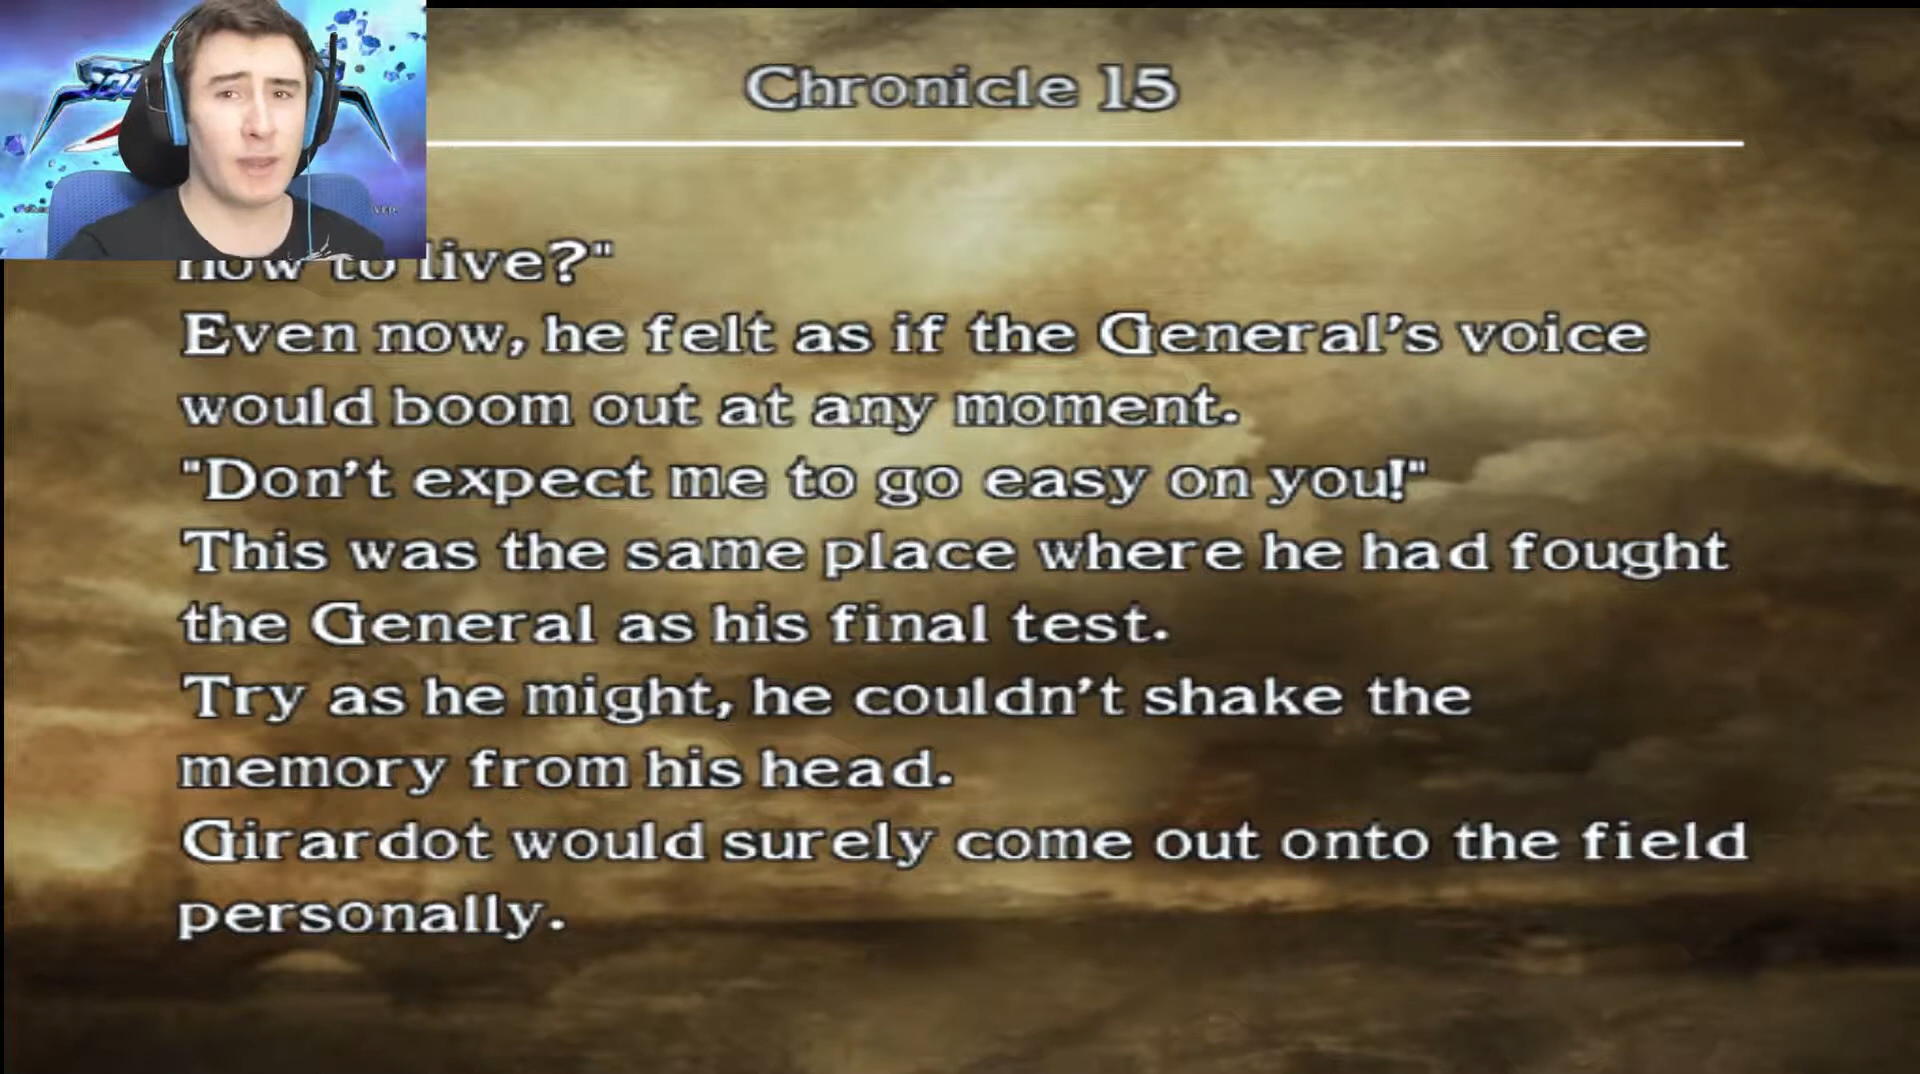 Chronicle 15
how to live?"
Even now, he felt as if the General's voice
would boom out at any moment.
"Don't expect me to go easy on you!"
This was the same place where he had fought
the General as his final test.
Try as he might, he couldn't shake the
memory from his head.
Girardot would surely come out onto the field
personally.